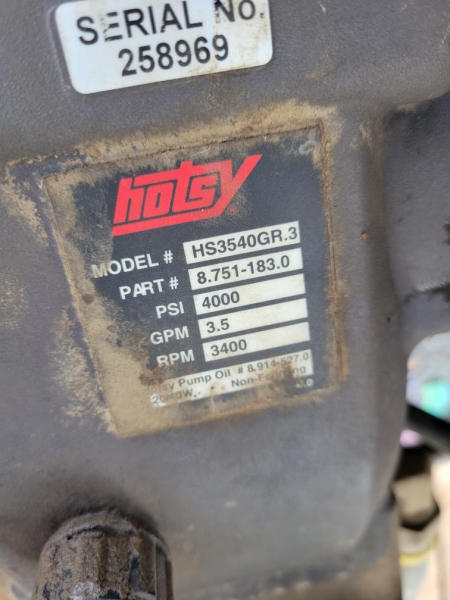 SERIAL No.
258969
hotsy
MODEL # HS3540GR.3
PART # 8.751-183.0
PSI 4000
GPM 3.5
RPM 3400
Pump Oil # 8.914-527.0